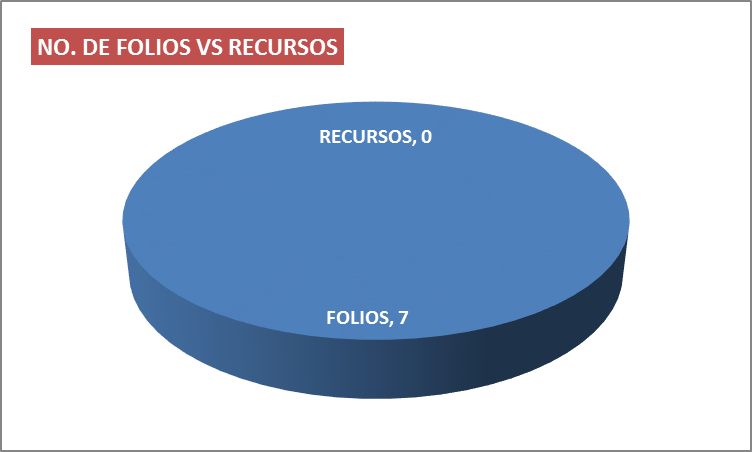 NO. DE FOLIOS VS RECURSOS
RECURSOS, 0
FOLIOS, 7